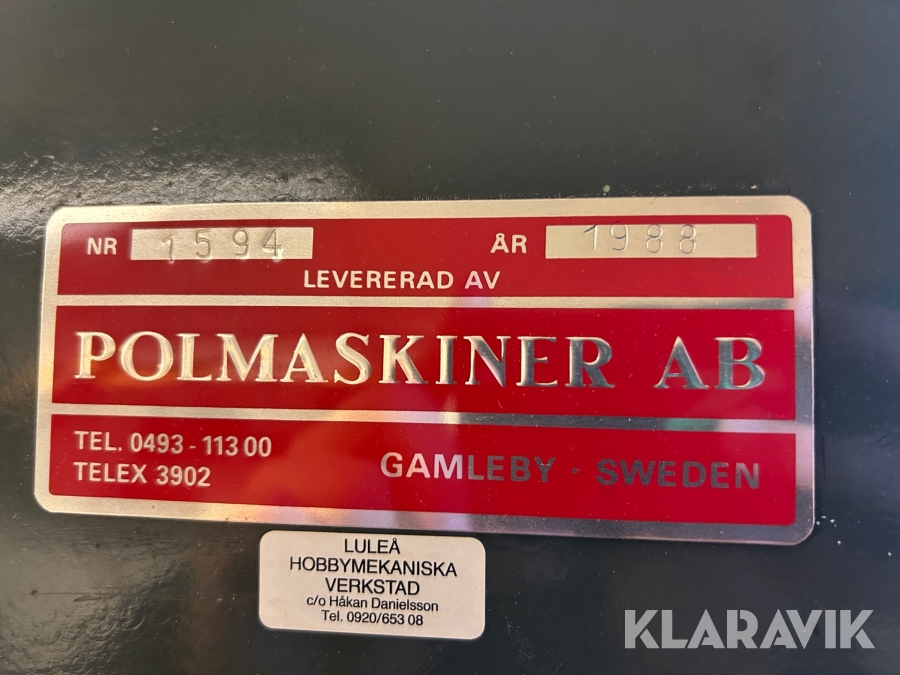 NR 1594 ÅR 1988
LEVERERAD AV
POLMASKINER AB
TEL. 0493 - 113 00
TELEX 3902
GAMLEBY · SWEDEN
LULEÅ
HOBBYMEKANISKA
VERKSTAD
c/o Håkan Danielsson
Tel. 0920/653 08
KLARAVIK